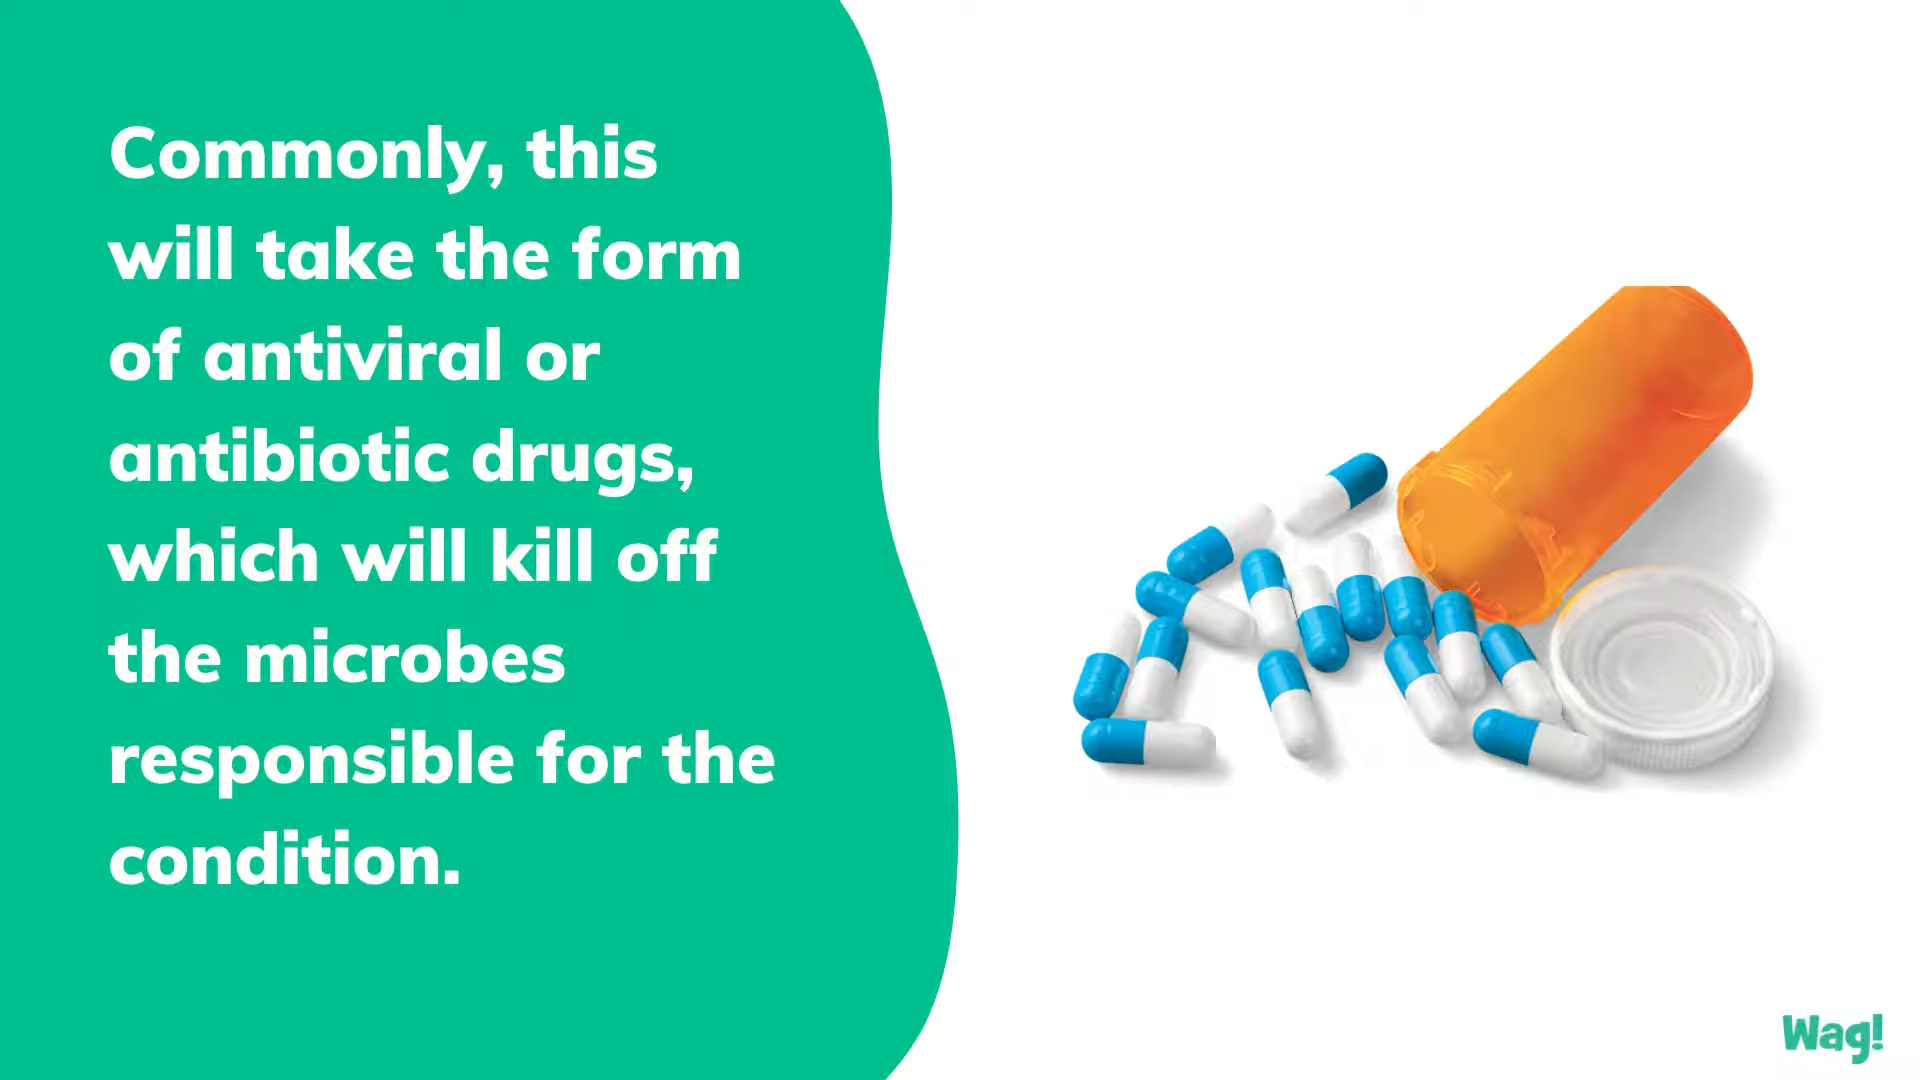 Commonly, this
will take the form
of antiviral or
antibiotic drugs,
which will kill off
the microbes
responsible for the
condition.
Wag!